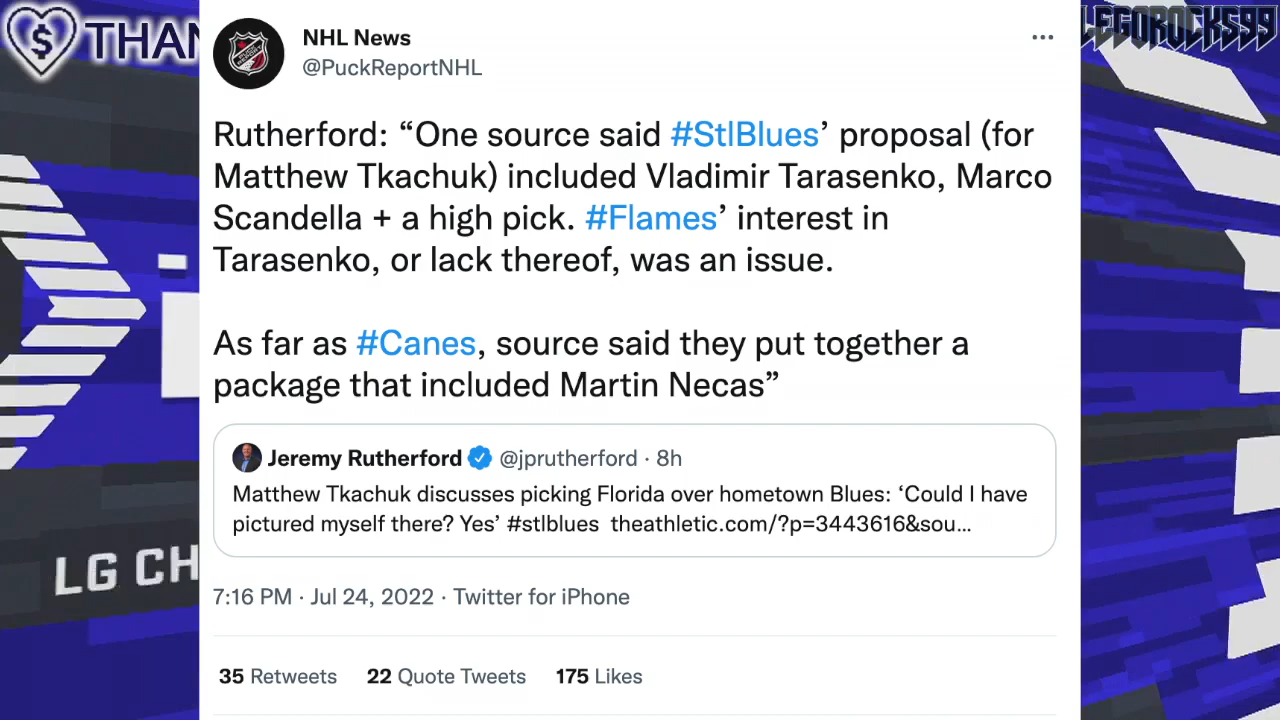 THAN
LEGOROCKS99
NHL News
@PuckReportNHL
Rutherford: “One source said #StlBlues’ proposal (for
Matthew Tkachuk) included Vladimir Tarasenko, Marco
Scandella + a high pick. #Flames’ interest in
Tarasenko, or lack thereof, was an issue.
As far as #Canes, source said they put together a
package that included Martin Necas”
Jeremy Rutherford @jprutherford · 8h
Matthew Tkachuk discusses picking Florida over hometown Blues: ‘Could I have
pictured myself there? Yes’ #stlblues theathletic.com/?p=3443616&sou…
LG CH
7:16 PM · Jul 24, 2022 · Twitter for iPhone
35 Retweets 22 Quote Tweets 175 Likes